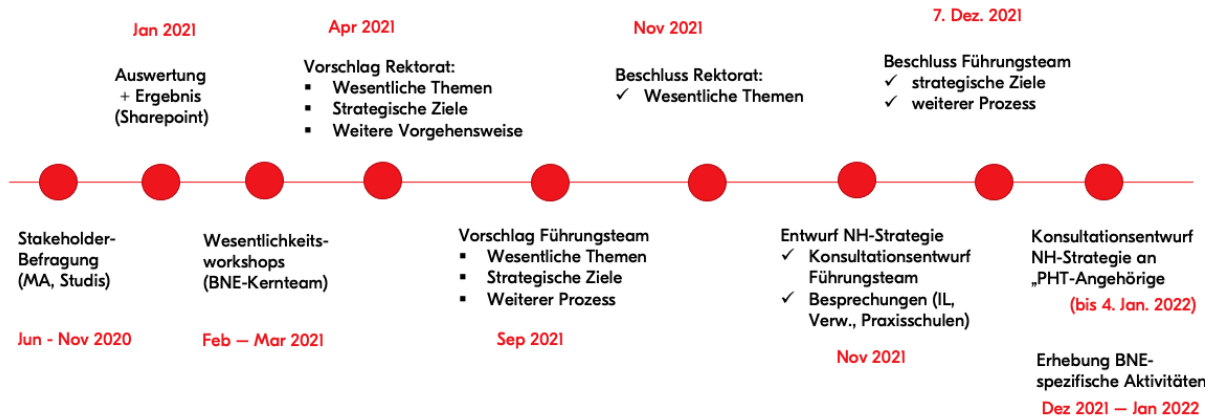 Jan 2021
Auswertung
+ Ergebnis
(Sharepoint)
Apr 2021
Vorschlag Rektorat:
▪ Wesentliche Themen
▪ Strategische Ziele
▪ Weitere Vorgehensweise
Nov 2021
Beschluss Rektorat:
✓ Wesentliche Themen
7. Dez. 2021
Beschluss Führungsteam
✓ strategische Ziele
✓ weiterer Prozess
Stakeholder-
Befragung
(MA, Studis)
Jun - Nov 2020
Wesentlichkeits-
workshops
(BNE-Kernteam)
Feb – Mar 2021
Vorschlag Führungsteam
▪ Wesentliche Themen
▪ Strategische Ziele
▪ Weiterer Prozess
Sep 2021
Entwurf NH-Strategie
✓ Konsultationsentwurf
Führungsteam
✓ Besprechungen (IL,
Verw., Praxisschulen)
Nov 2021
Konsultationsentwurf
NH-Strategie an
„PHT-Angehörige
(bis 4. Jan. 2022)
Erhebung BNE-
spezifische Aktivitäten
Dez 2021 – Jan 2022